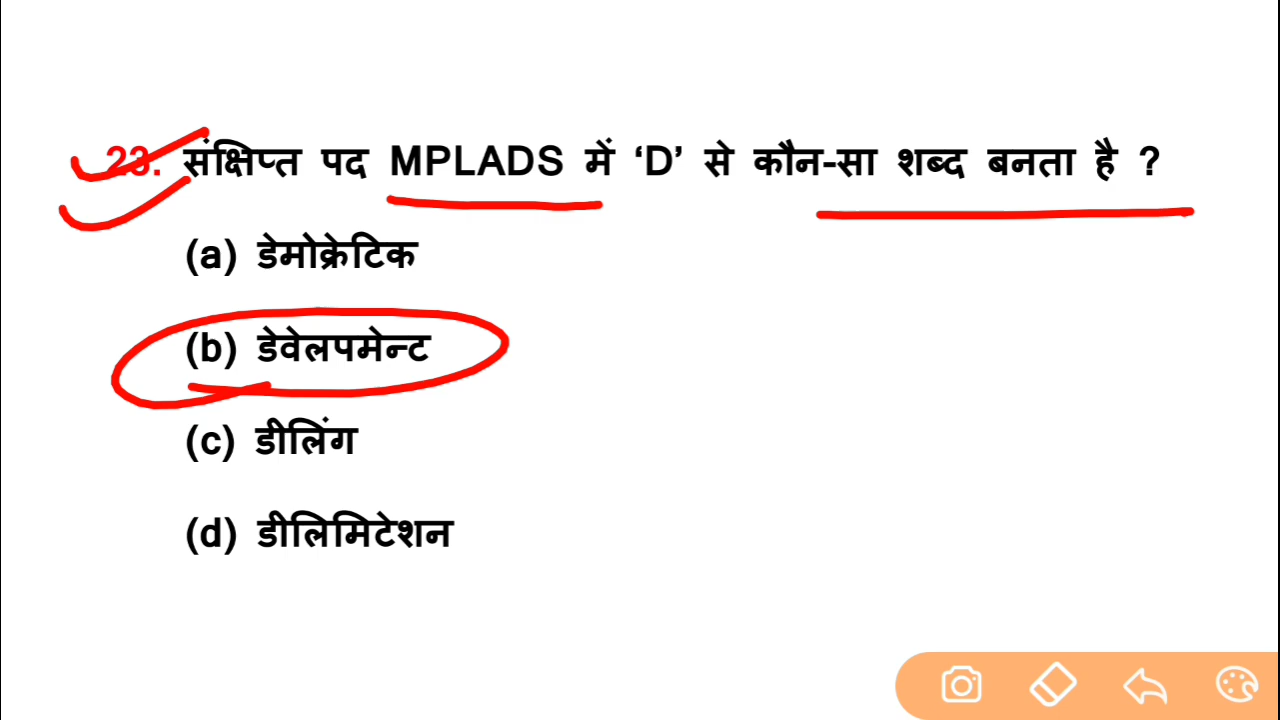 23. संक्षिप्त पद MPLADS में ‘D’ से कौन-सा शब्द बनता है ?
(a) डेमोक्रेटिक
(b) डेवेलपमेन्ट
(c) डीलिंग
(d) डीलिमिटेशन